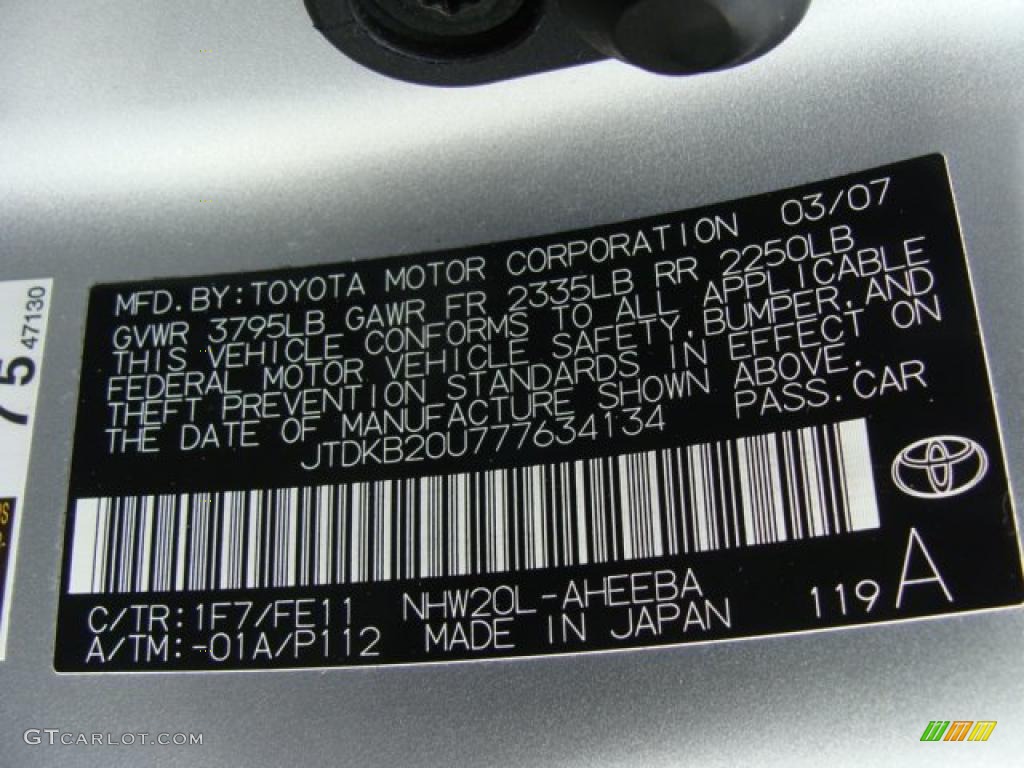 MFD.BY:TOYOTA MOTOR CORPORATION 03/07
GVWR 3795LB GAWR FR 2335LB RR 2250LB
THIS VEHICLE CONFORMS TO ALL APPLICABLE
FEDERAL MOTOR VEHICLE SAFETY,BUMPER,AND
THEFT PREVENTION STANDARDS IN EFFECT ON
THE DATE OF MANUFACTURE SHOWN ABOVE.
JTDKB20U777634134 PASS.CAR
C/TR:1F7/FE11 NHW20L-AHEEBA
A/TM:-01A/P112 MADE IN JAPAN 119 A
75
47130
GTCARLOT.COM